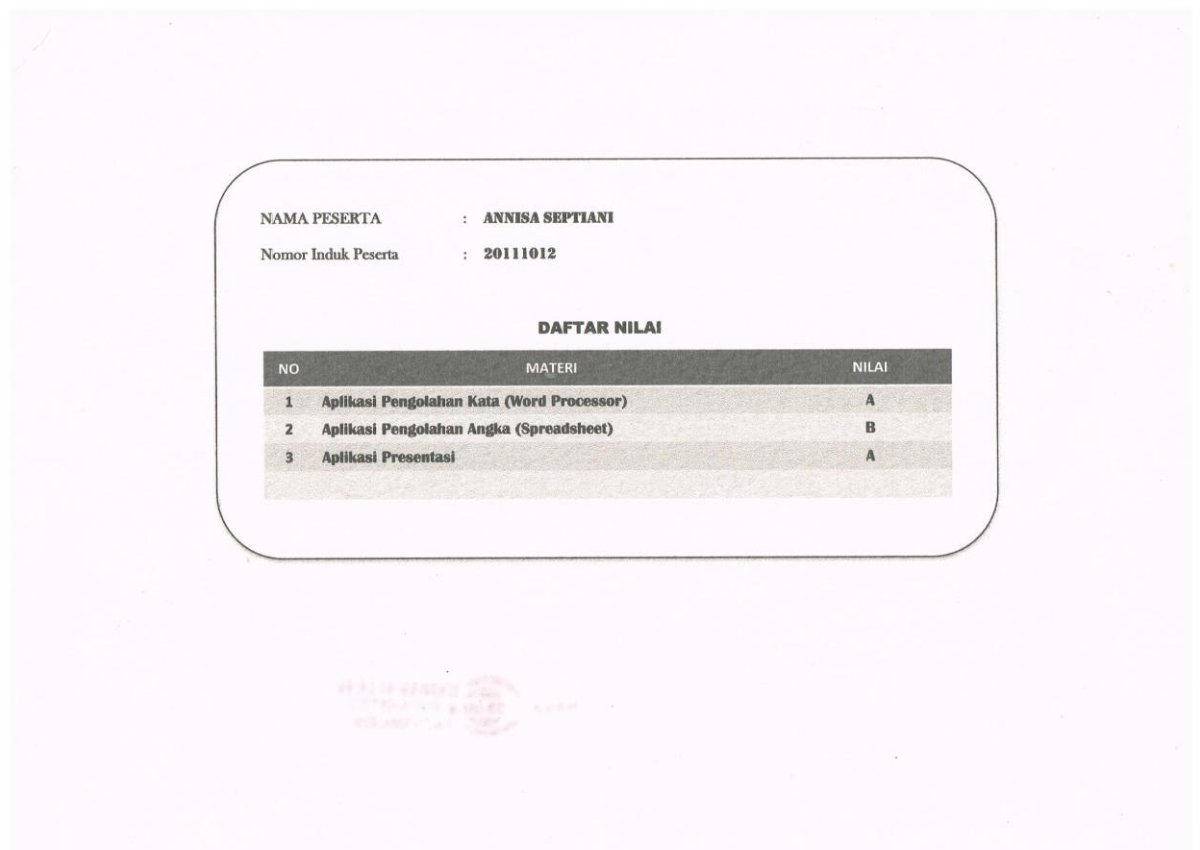 NAMA PESERTA : ANNISA SEPTIANI
Nomor Induk Peserta : 20111012
DAFTAR NILAI
NO MATERI NILAI
1 Aplikasi Pengolahan Kata (Word Processor) A
2 Aplikasi Pengolahan Angka (Spreadsheet) B
3 Aplikasi Presentasi A